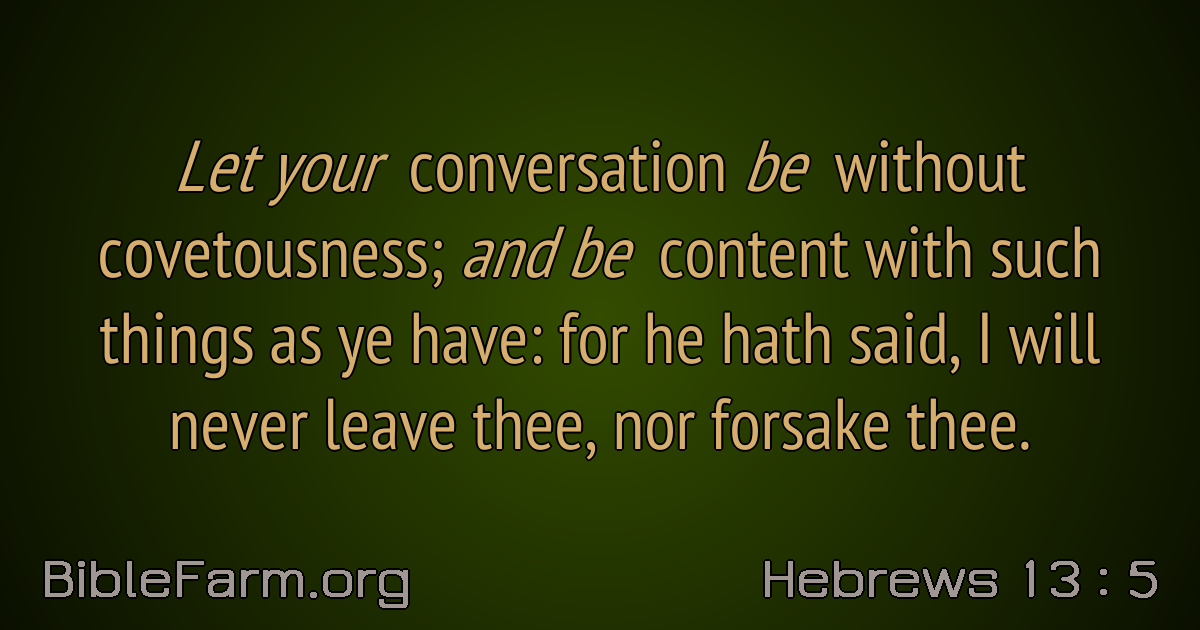 Let your conversation be without
covetousness; and be content with such
things as ye have: for he hath said, I will
never leave thee, nor forsake thee.
BibleFarm.org
Hebrews 13 : 5